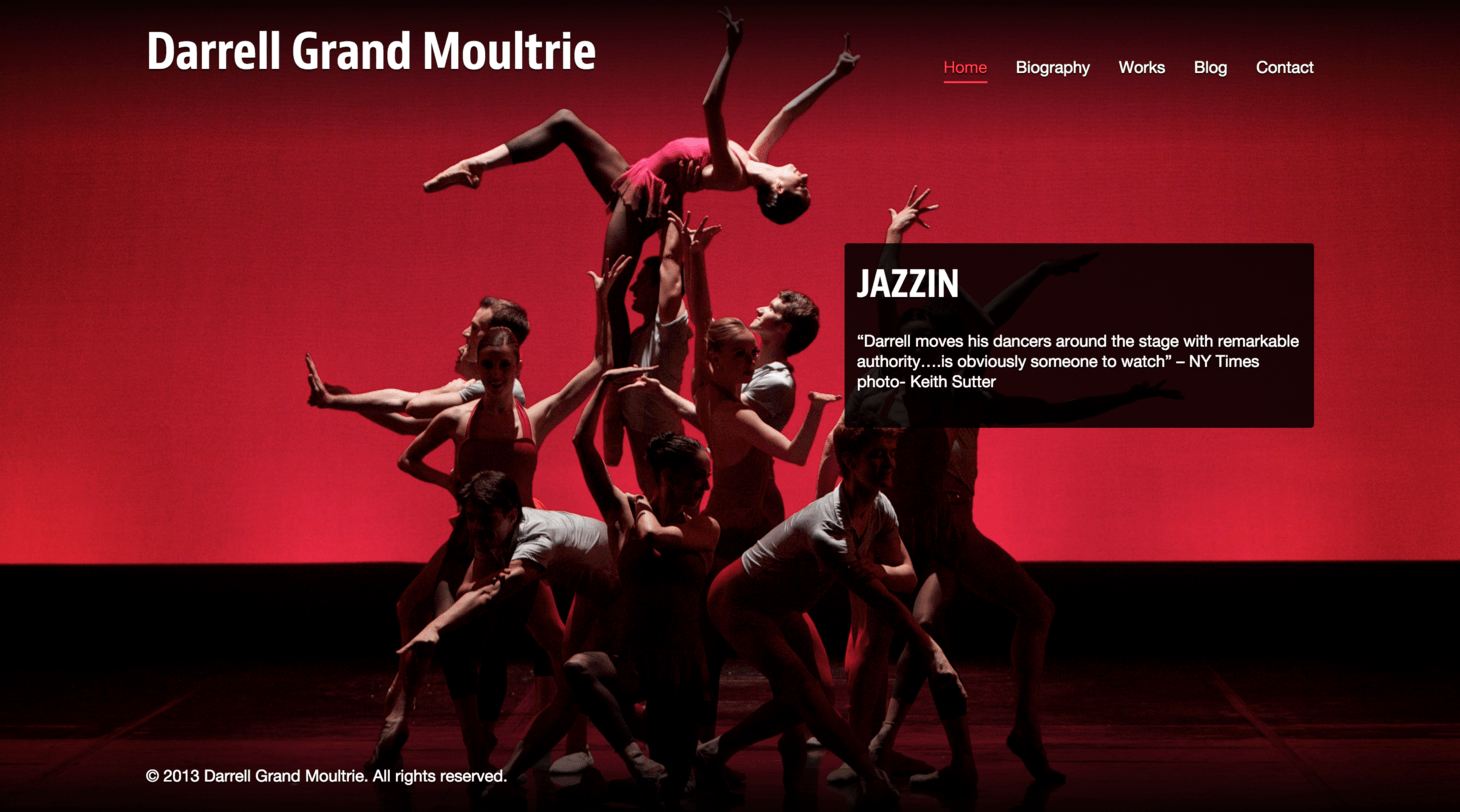 Darrell Grand Moultrie
Home Biography Works Blog Contact
JAZZIN
“Darrell moves his dancers around the stage with remarkable
authority….is obviously someone to watch” – NY Times
photo- Keith Sutter
© 2013 Darrell Grand Moultrie. All rights reserved.